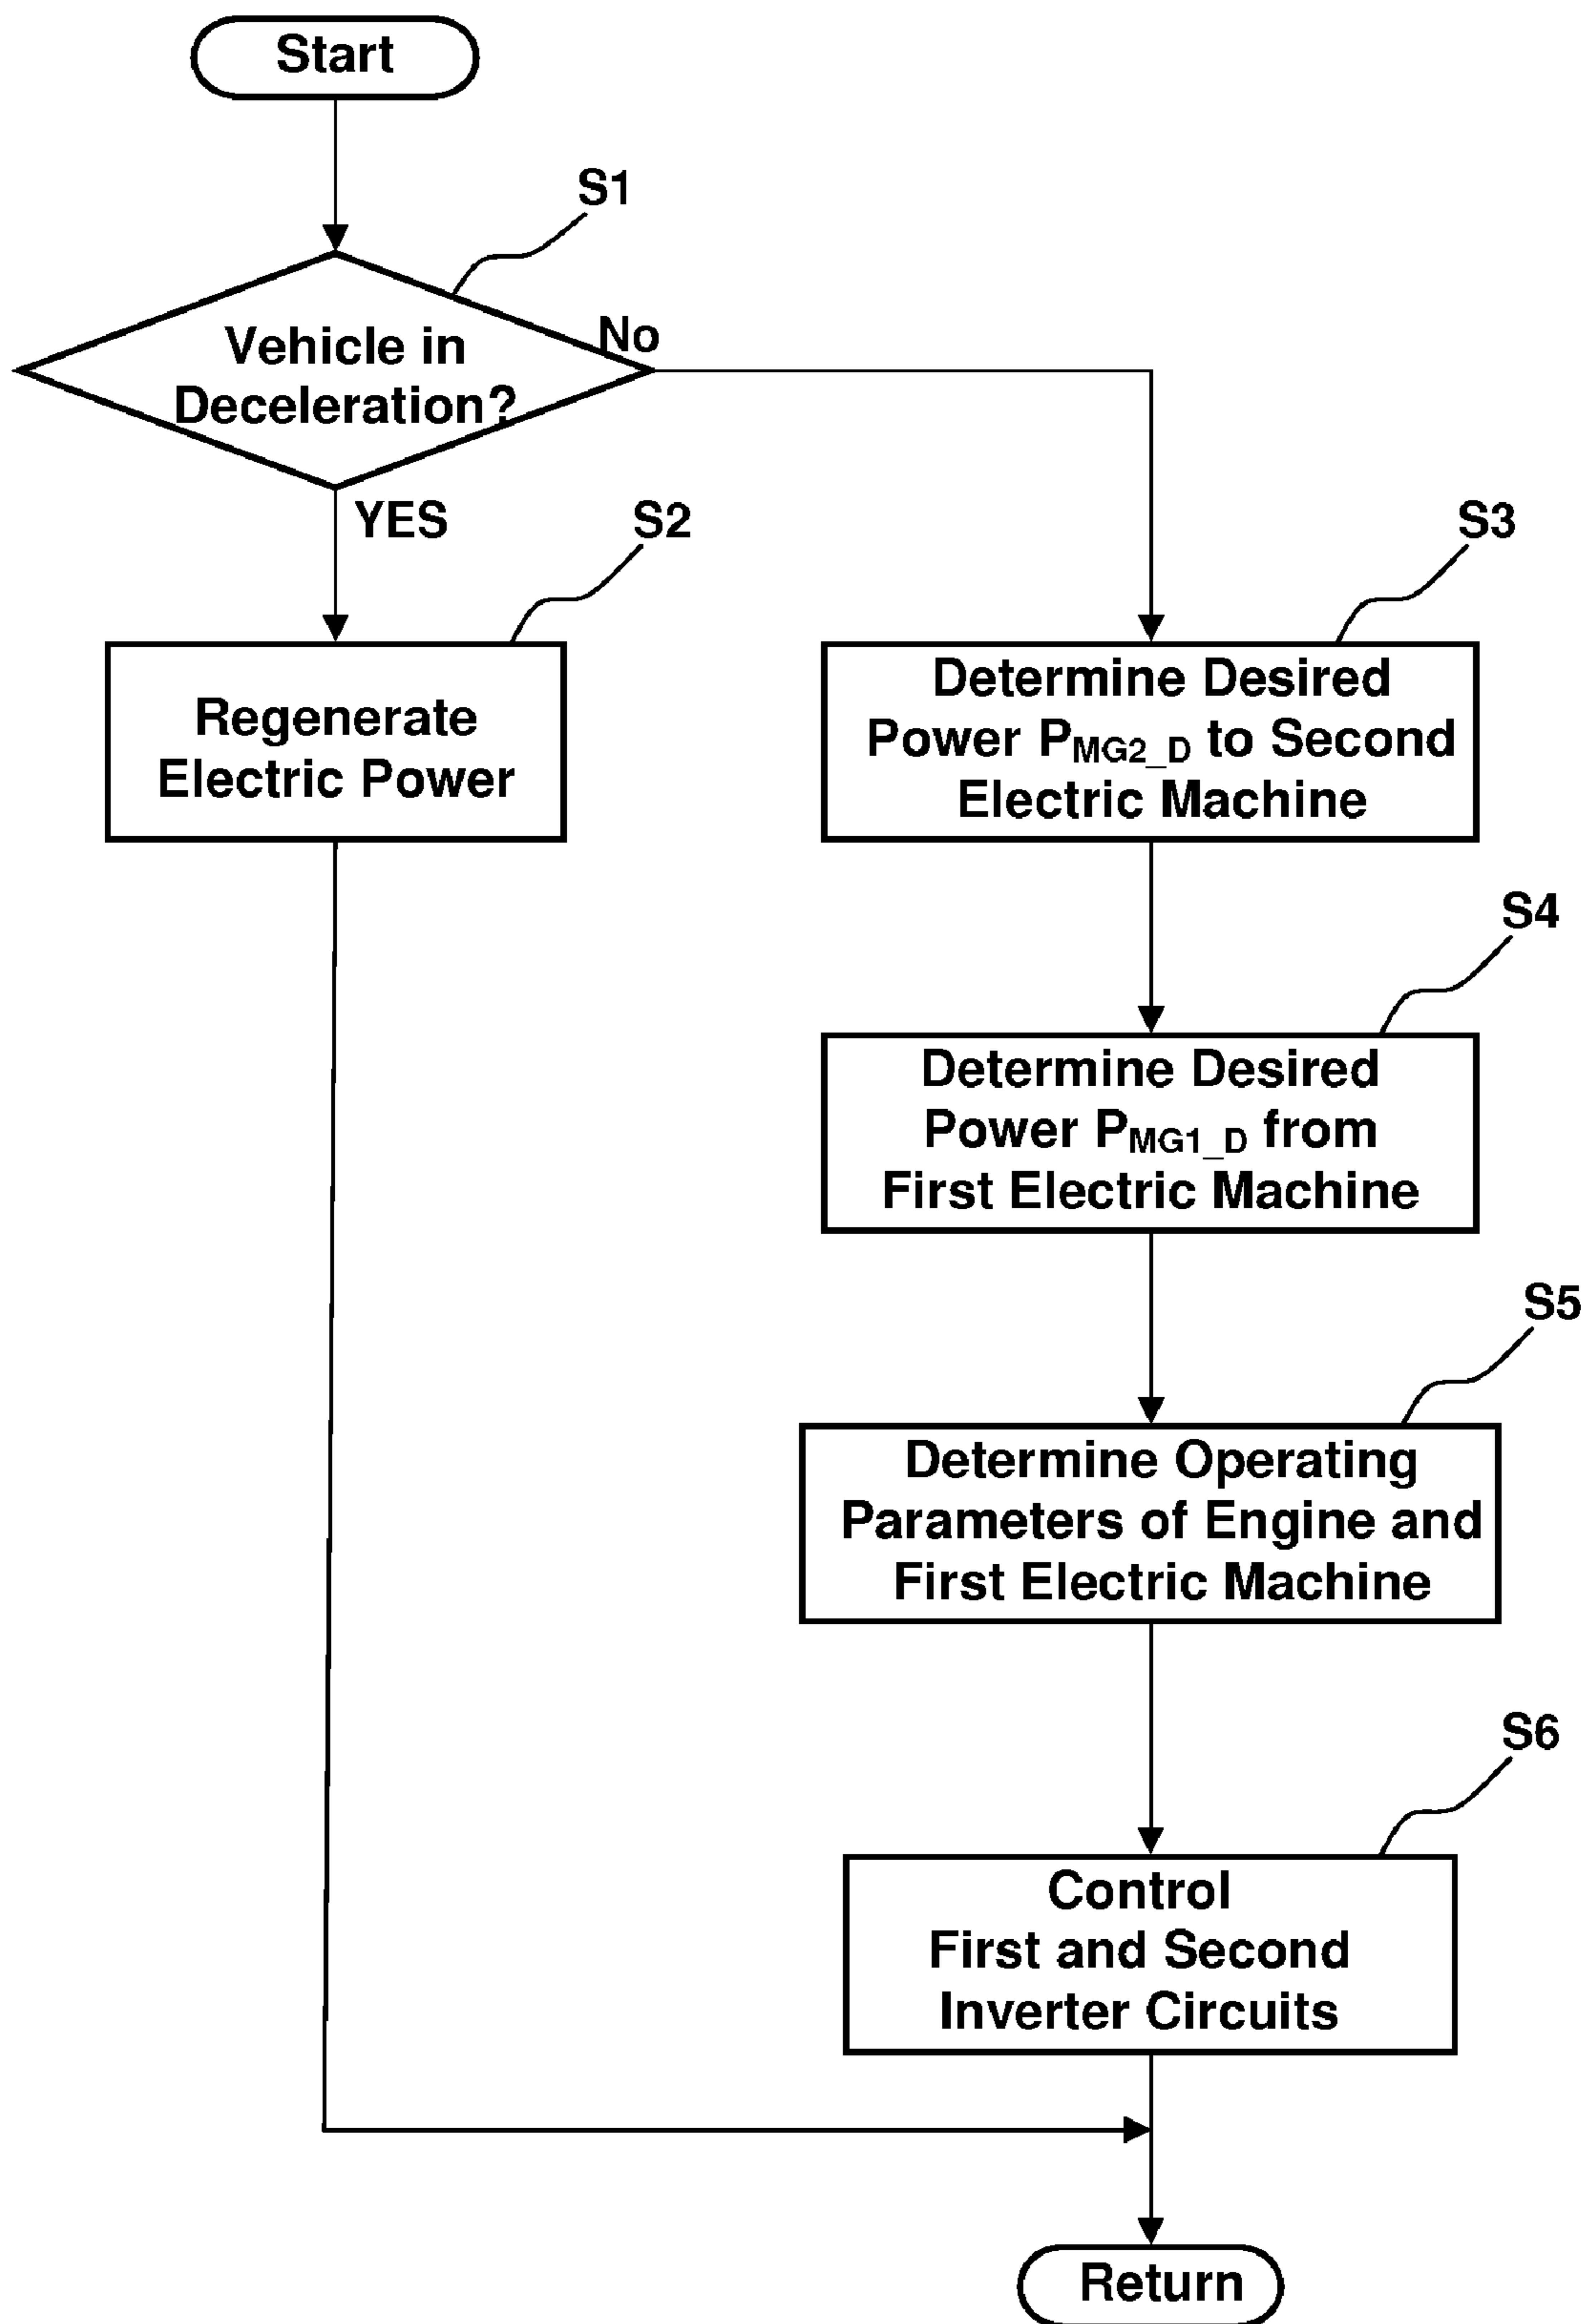 Start
S1
Vehicle in
Deceleration?
No
YES
S2
Regenerate
Electric Power
S3
Determine Desired
Power PMG2_D to Second
Electric Machine
S4
Determine Desired
Power PMG1_D from
First Electric Machine
S5
Determine Operating
Parameters of Engine and
First Electric Machine
S6
Control
First and Second
Inverter Circuits
Return